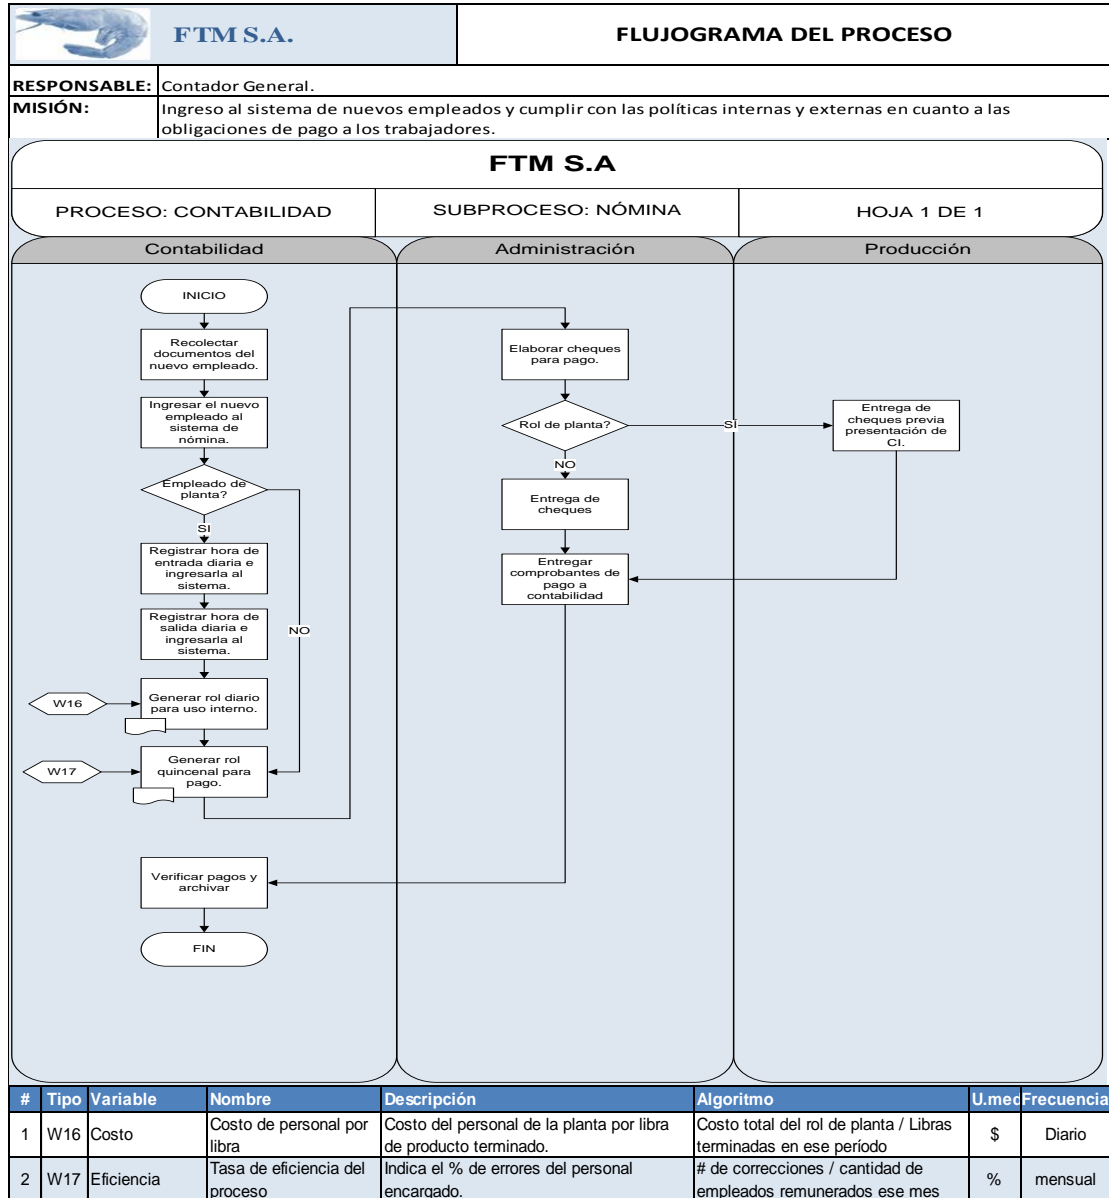 FTM S.A.
FLUJOGRAMA DEL PROCESO
RESPONSABLE: Contador General.
MISIÓN: Ingreso al sistema de nuevos empleados y cumplir con las políticas internas y externas en cuanto a las
obligaciones de pago a los trabajadores.
FTM S.A
PROCESO: CONTABILIDAD
SUBPROCESO: NÓMINA
HOJA 1 DE 1
Contabilidad
Administración
Producción
INICIO
Recolectar
documentos del
nuevo empleado.
Ingresar el nuevo
empleado al
sistema de
nómina.
Empleado de
planta?
SI
NO
Registrar hora de
entrada diaria e
ingresarla al
sistema.
Registrar hora de
salida diaria e
ingresarla al
sistema.
W16
Generar rol diario
para uso interno.
W17
Generar rol
quincenal para
pago.
Elaborar cheques
para pago.
Rol de planta?
SÍ
NO
Entrega de
cheques previa
presentación de
CI.
Entrega de
cheques
Entregar
comprobantes de
pago a
contabilidad
Verificar pagos y
archivar
FIN
# Tipo Variable Nombre Descripción Algoritmo U.med Frecuencia
1 W16 Costo
Costo de personal por
libra
Costo del personal de la planta por libra
de producto terminado.
Costo total del rol de planta / Libras
terminadas en ese período
$ Diario
2 W17 Eficiencia
Tasa de eficiencia del
proceso
Indica el % de errores del personal
encargado.
# de correcciones / cantidad de
empleados remunerados ese mes
% mensual